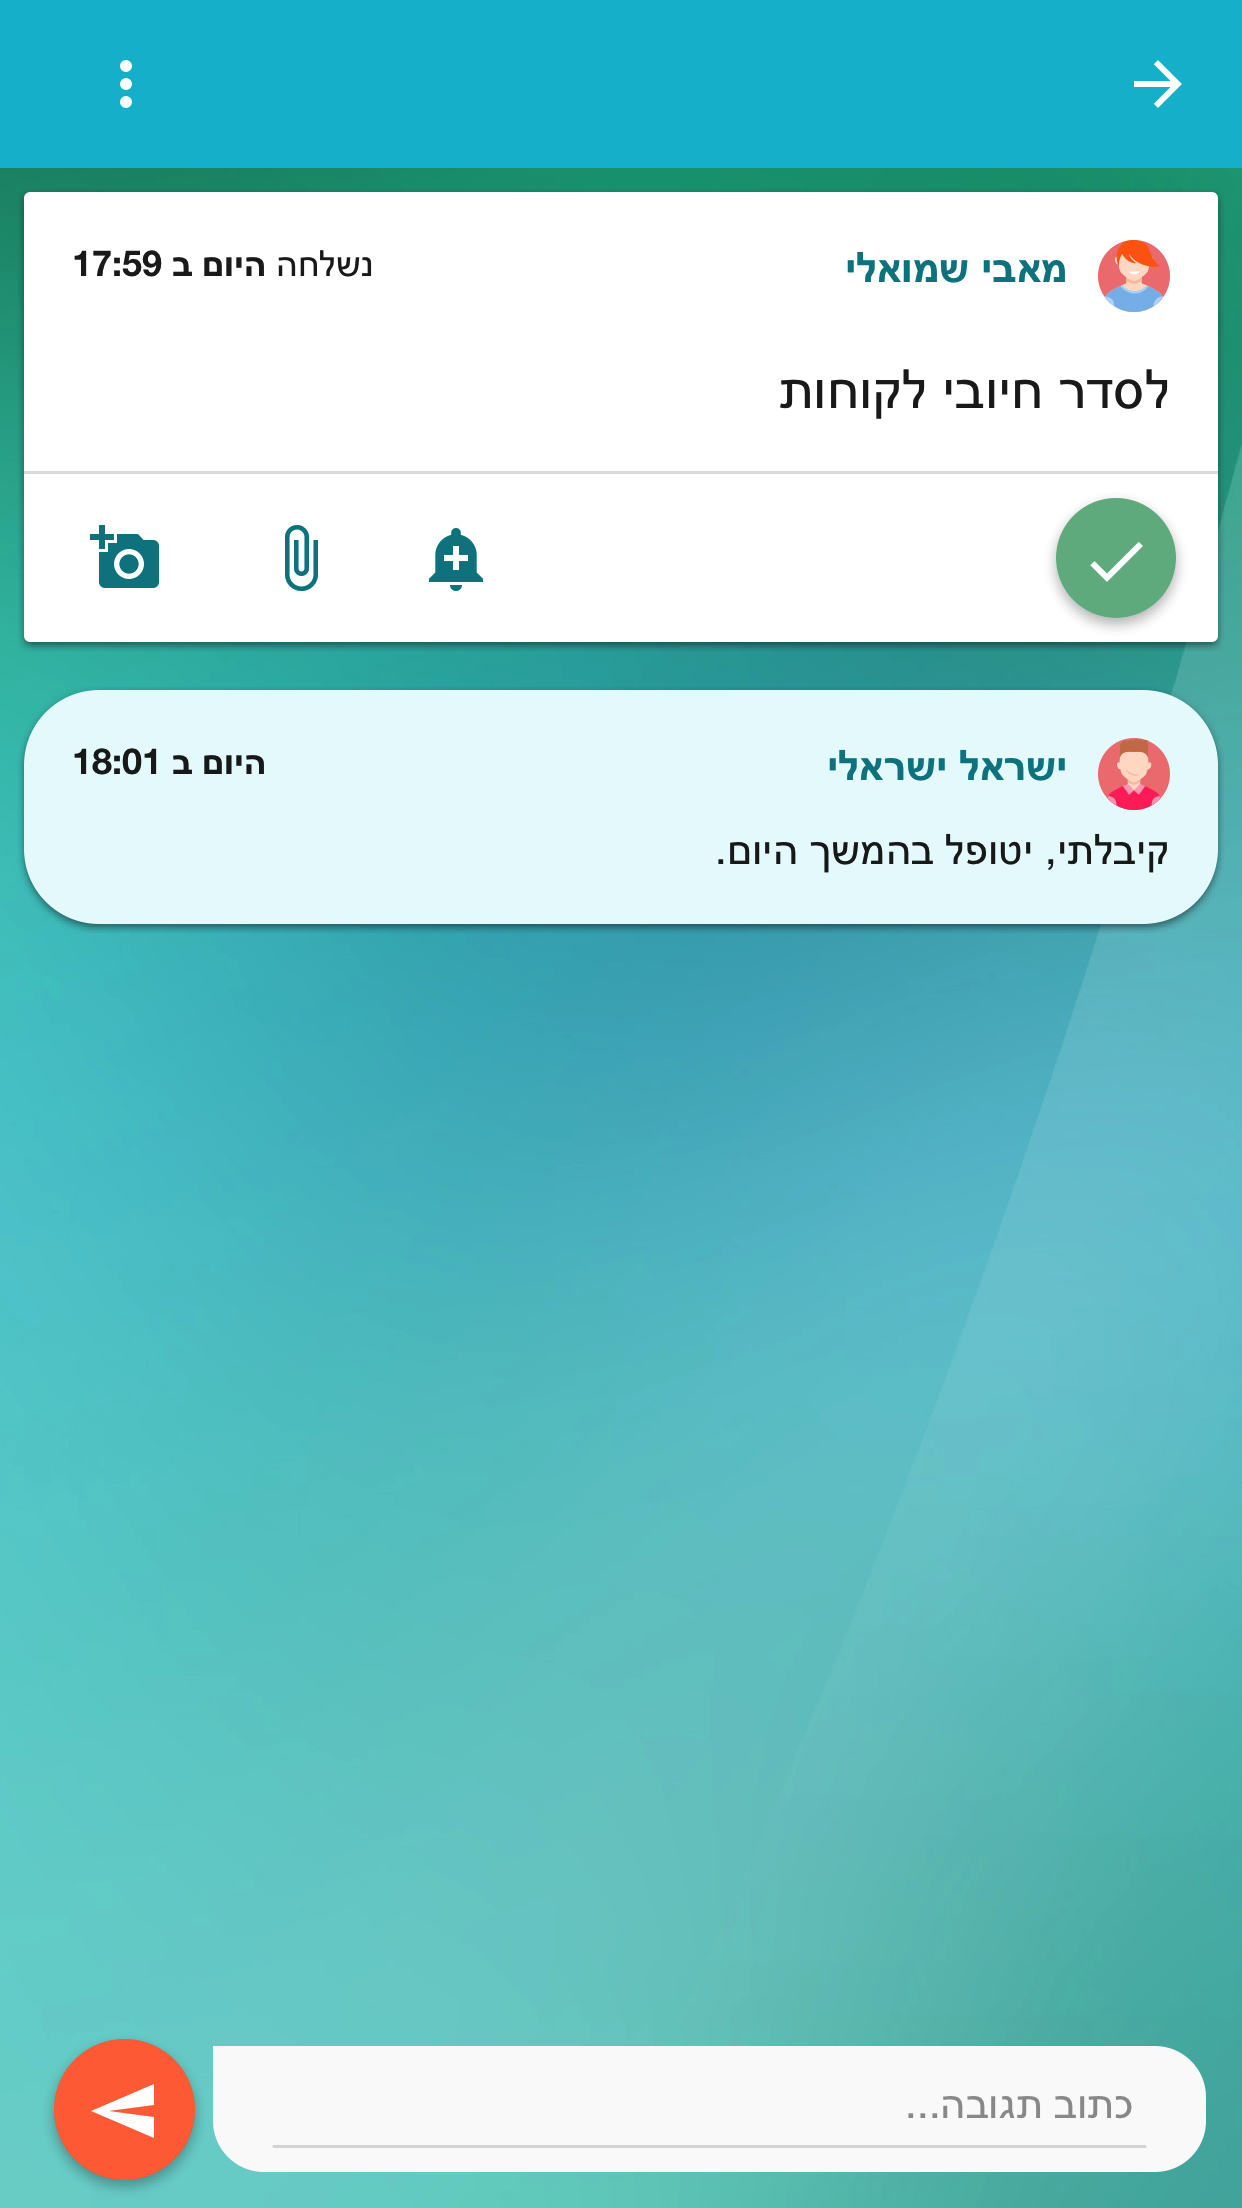 מאבי שמואלי
נשלחה היום ב 17:59
לסדר חיובי לקוחות
ישראל ישראלי
היום ב 18:01
קיבלתי, יטופל בהמשך היום.
כתוב תגובה...